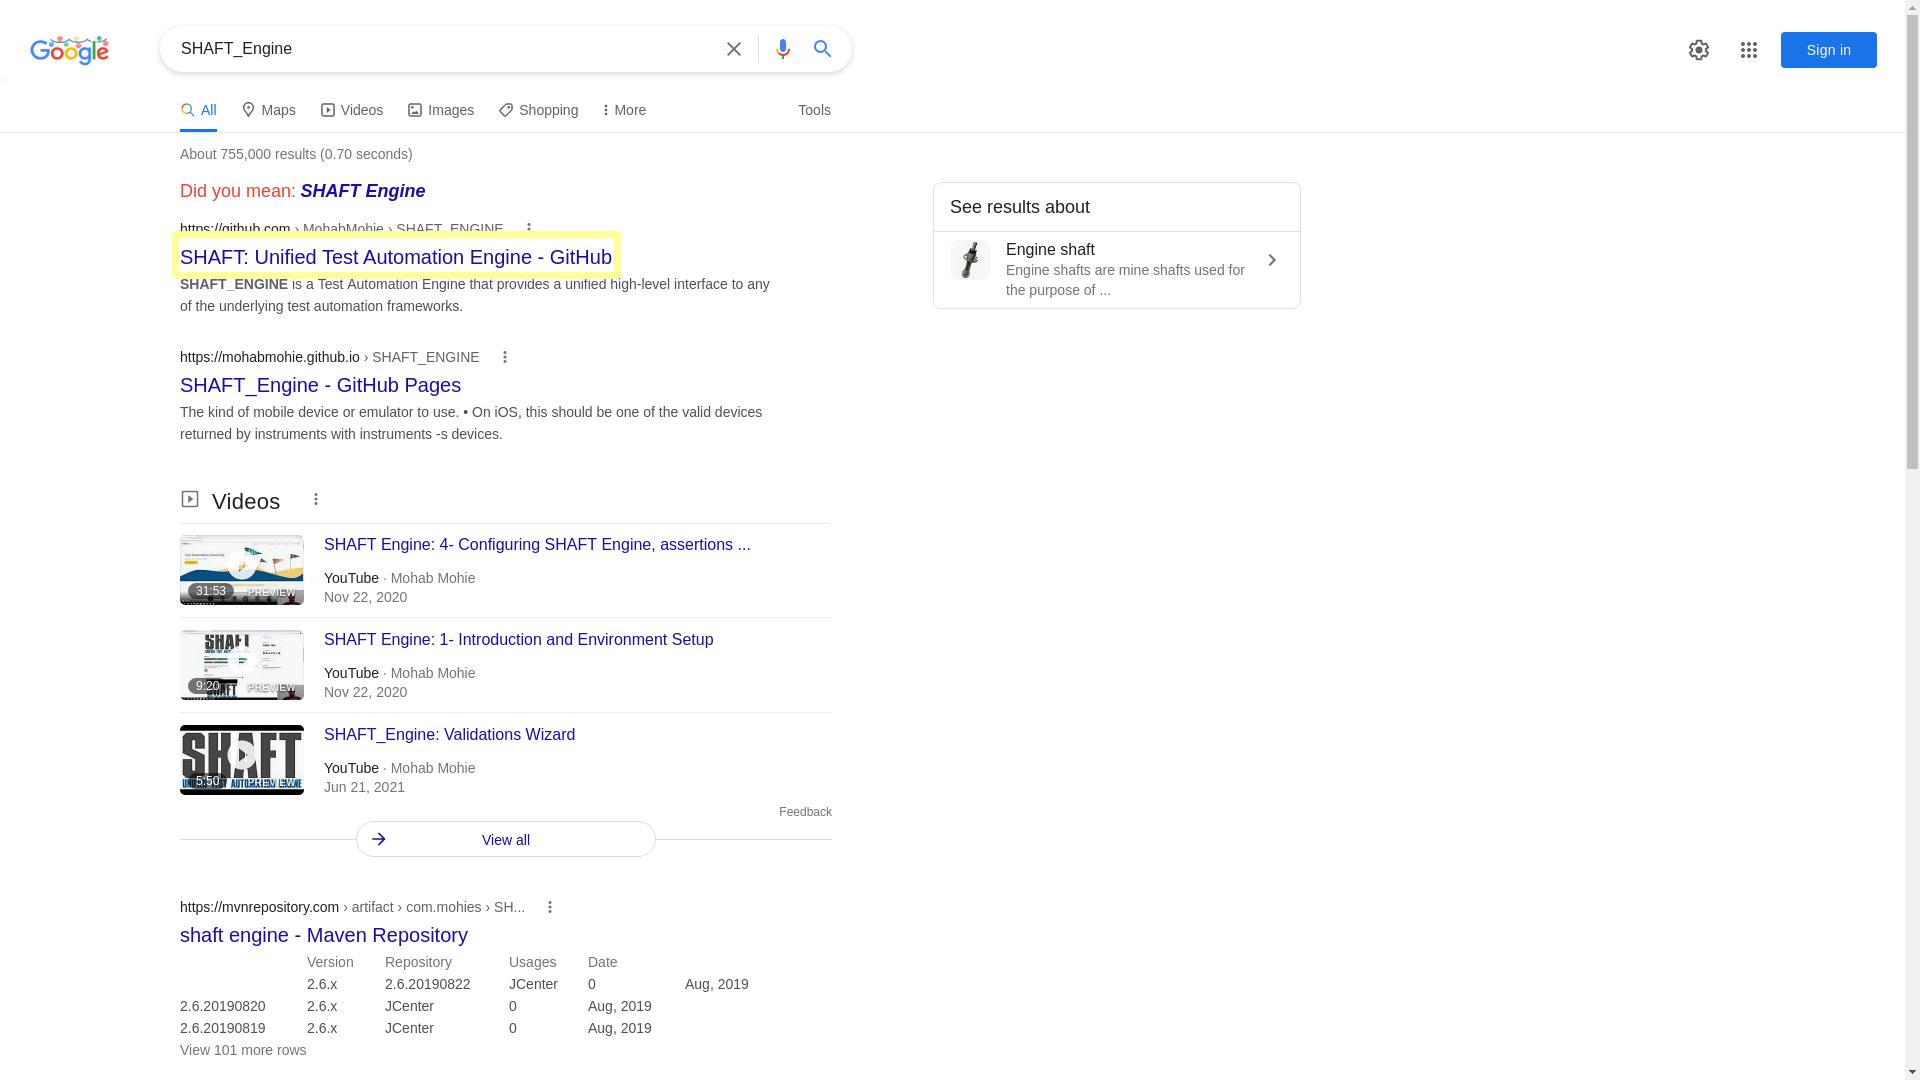 Google
SHAFT_Engine
Sign in
All Maps Videos Images Shopping More Tools
About 755,000 results (0.70 seconds)
Did you mean: SHAFT Engine
https://github.com › MohabMohie › SHAFT_ENGINE
SHAFT: Unified Test Automation Engine - GitHub
SHAFT_ENGINE is a Test Automation Engine that provides a unified high-level interface to any
of the underlying test automation frameworks.
See results about
Engine shaft
Engine shafts are mine shafts used for
the purpose of ...
https://mohabmohie.github.io › SHAFT_ENGINE
SHAFT_Engine - GitHub Pages
The kind of mobile device or emulator to use. • On iOS, this should be one of the valid devices
returned by instruments with instruments -s devices.
Videos
SHAFT Engine: 4- Configuring SHAFT Engine, assertions ...
YouTube · Mohab Mohie
Nov 22, 2020
31:53 PREVIEW
SHAFT Engine: 1- Introduction and Environment Setup
YouTube · Mohab Mohie
Nov 22, 2020
SHAFT
9:20 PREVIEW
SHAFT_Engine: Validations Wizard
YouTube · Mohab Mohie
Jun 21, 2021
SHAFT
5:50 PREVIEW
Feedback
View all
https://mvnrepository.com › artifact › com.mohies › SH...
shaft engine - Maven Repository
Version Repository Usages Date
2.6.x 2.6.20190822 JCenter 0 Aug, 2019
2.6.20190820 2.6.x JCenter 0 Aug, 2019
2.6.20190819 2.6.x JCenter 0 Aug, 2019
View 101 more rows